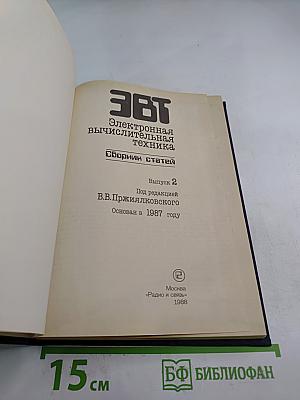 ЭВТ
Электронная
вычислительная
техника
Сборник статей
Выпуск 2
Под редакцией
В.В.Пржиялковского
Основан в 1987 году
Москва
«Радио и связь»
1988
15 см
БФ БИБЛИОФАН